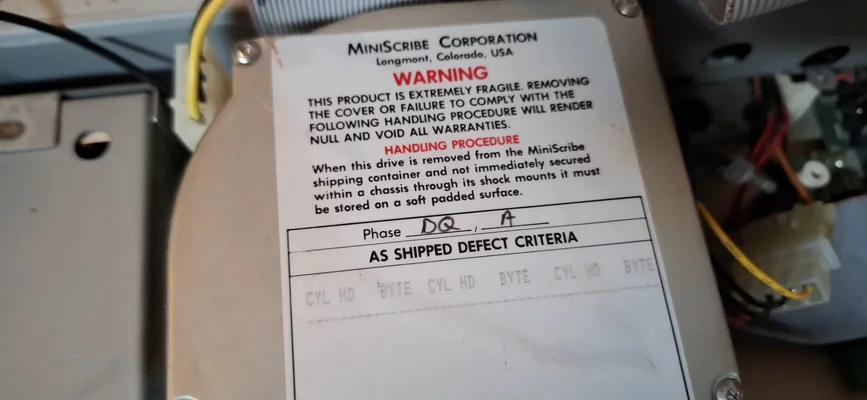 MINISCRIBE CORPORATION
Longmont, Colorado, USA
WARNING
THIS PRODUCT IS EXTREMELY FRAGILE. REMOVING
THE COVER OR FAILURE TO COMPLY WITH THE
FOLLOWING HANDLING PROCEDURE WILL RENDER
NULL AND VOID ALL WARRANTIES.
HANDLING PROCEDURE
When this drive is removed from the MiniScribe
shipping container and not immediately secured
within a chassis through its shock mounts it must
be stored on a soft padded surface.
Phase DQ, A
AS SHIPPED DEFECT CRITERIA
CYL HD BYTE CYL HD BYTE CYL HD BYTE